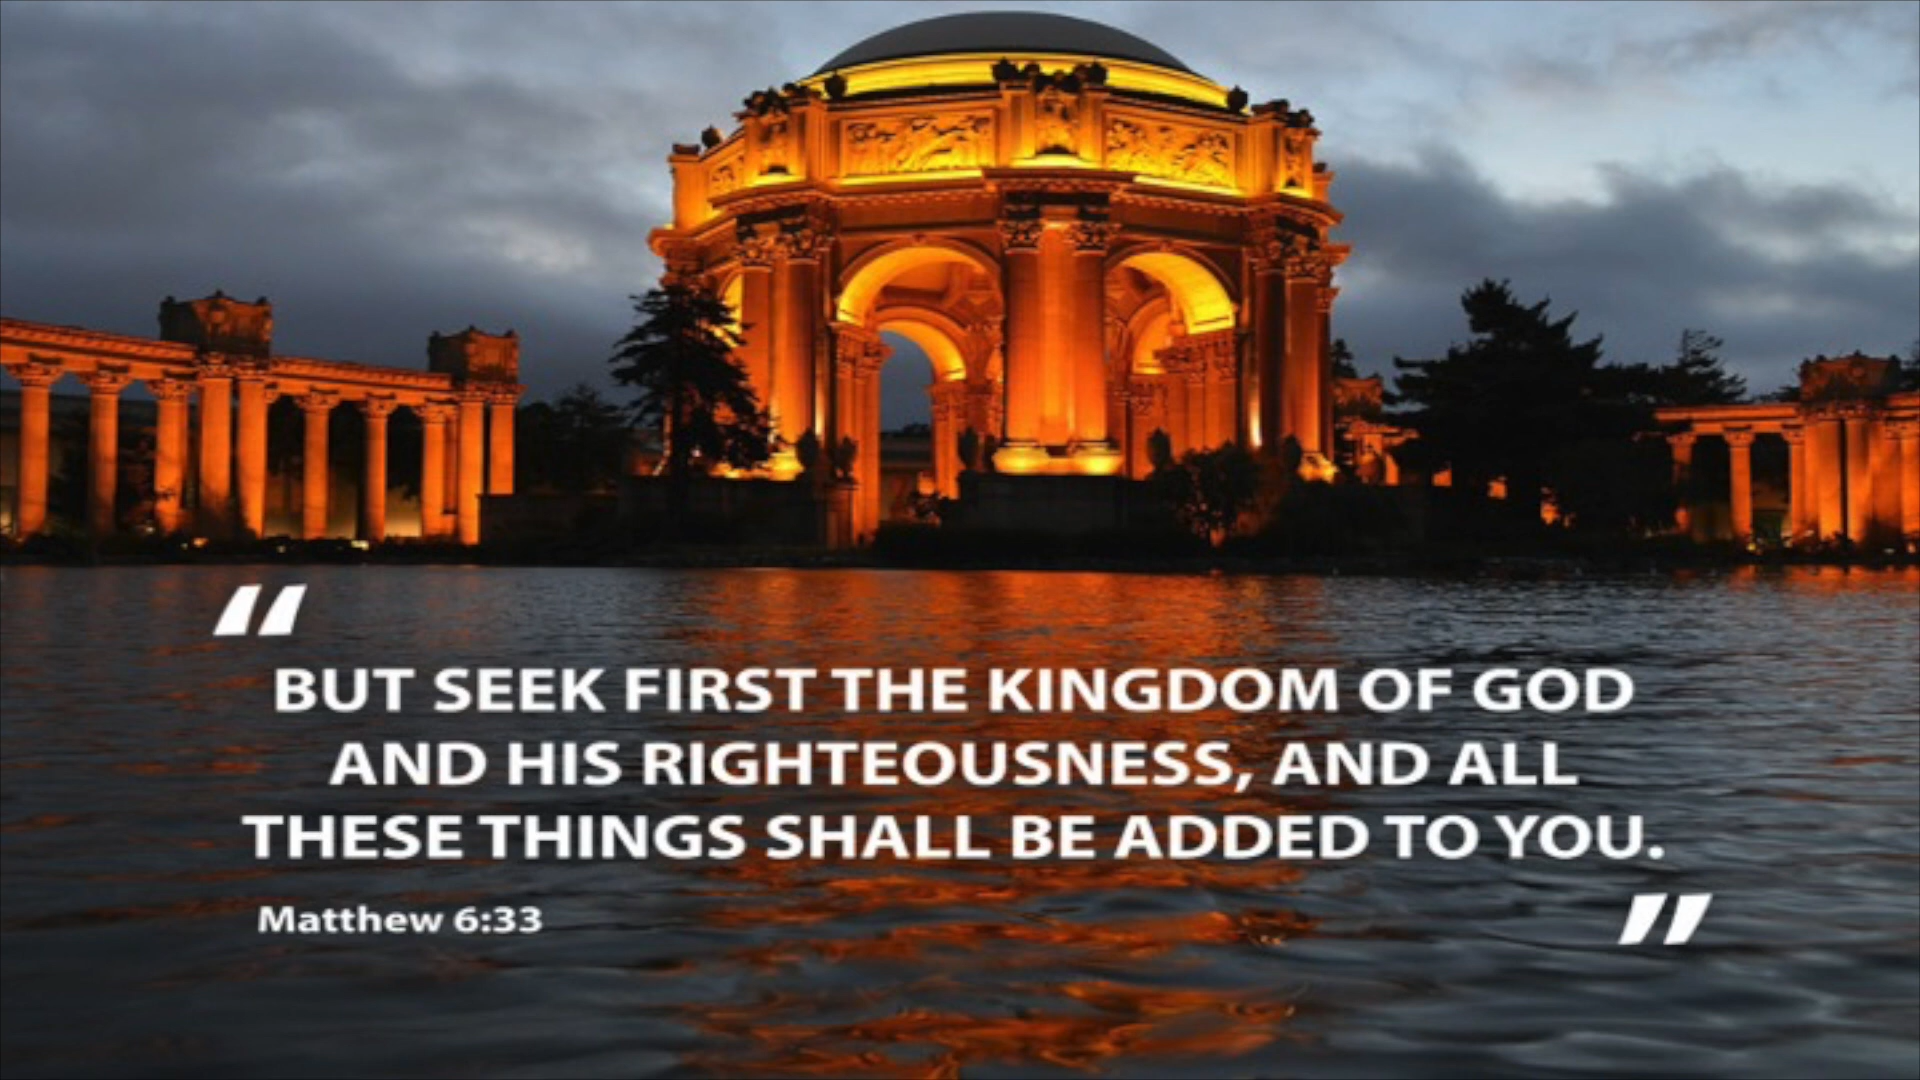 “
BUT SEEK FIRST THE KINGDOM OF GOD
AND HIS RIGHTEOUSNESS, AND ALL
THESE THINGS SHALL BE ADDED TO YOU.
Matthew 6:33
”